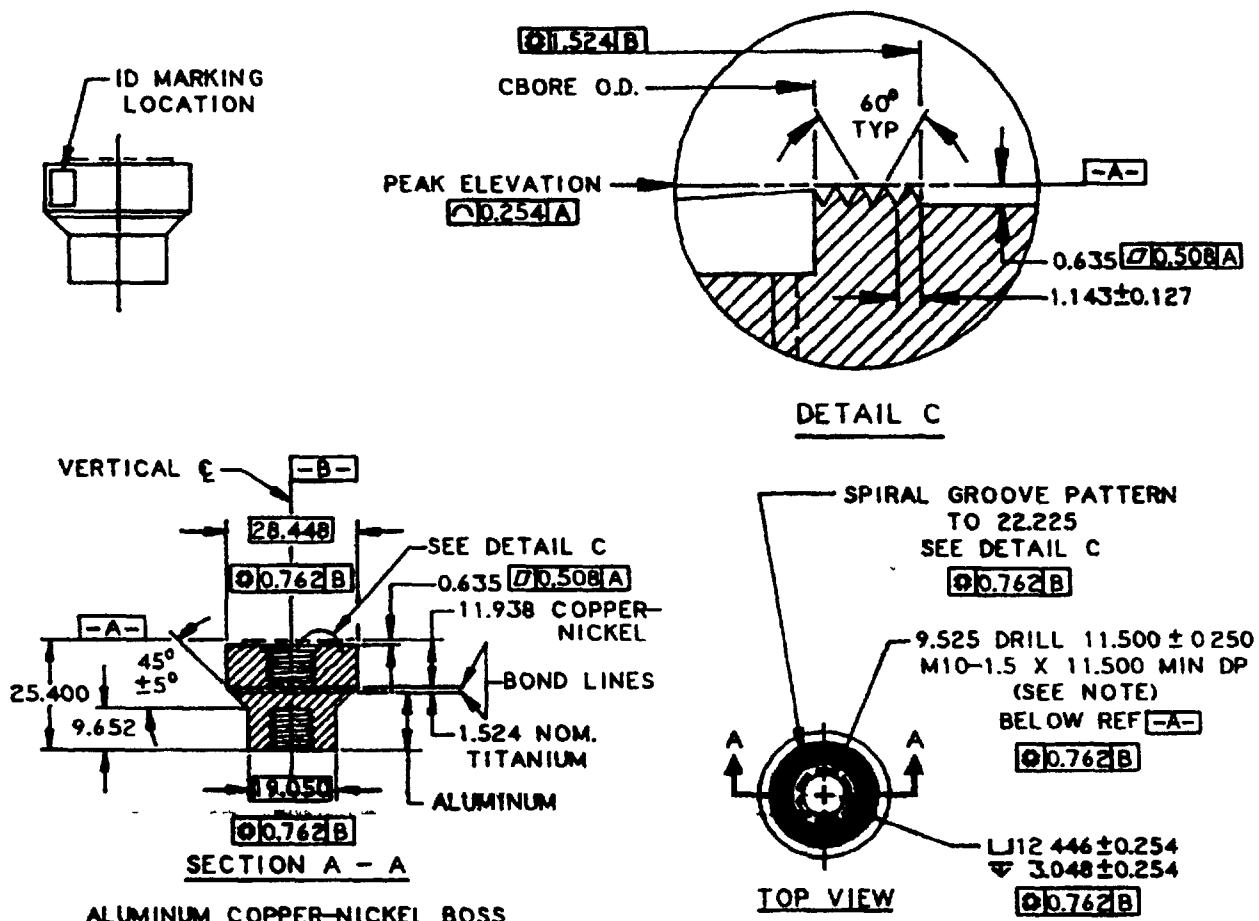 ID MARKING
LOCATION
⌖ 1.524 B
CBORE O.D.
60°
TYP
PEAK ELEVATION
⌒ 0.254 A
-A-
0.635 ⏥ 0.508 A
1.143±0.127
DETAIL C
VERTICAL ℄
-B-
28.448
⌖ 0.762 B
SEE DETAIL C
0.635 ⏥ 0.508 A
11.938 COPPER-
NICKEL
-A-
45°
±5°
25.400
9.652
BOND LINES
1.524 NOM.
TITANIUM
19.050
ALUMINUM
⌖ 0.762 B
SECTION A - A
ALUMINUM COPPER-NICKEL BOSS
SPIRAL GROOVE PATTERN
TO 22.225
SEE DETAIL C
⌖ 0.762 B
9.525 DRILL 11.500 ± 0 250
M10-1.5 X 11.500 MIN DP
(SEE NOTE)
BELOW REF -A-
⌖ 0.762 B
A
A
⌴12 446±0.254
↧ 3.048±0.254
⌖ 0.762 B
TOP VIEW